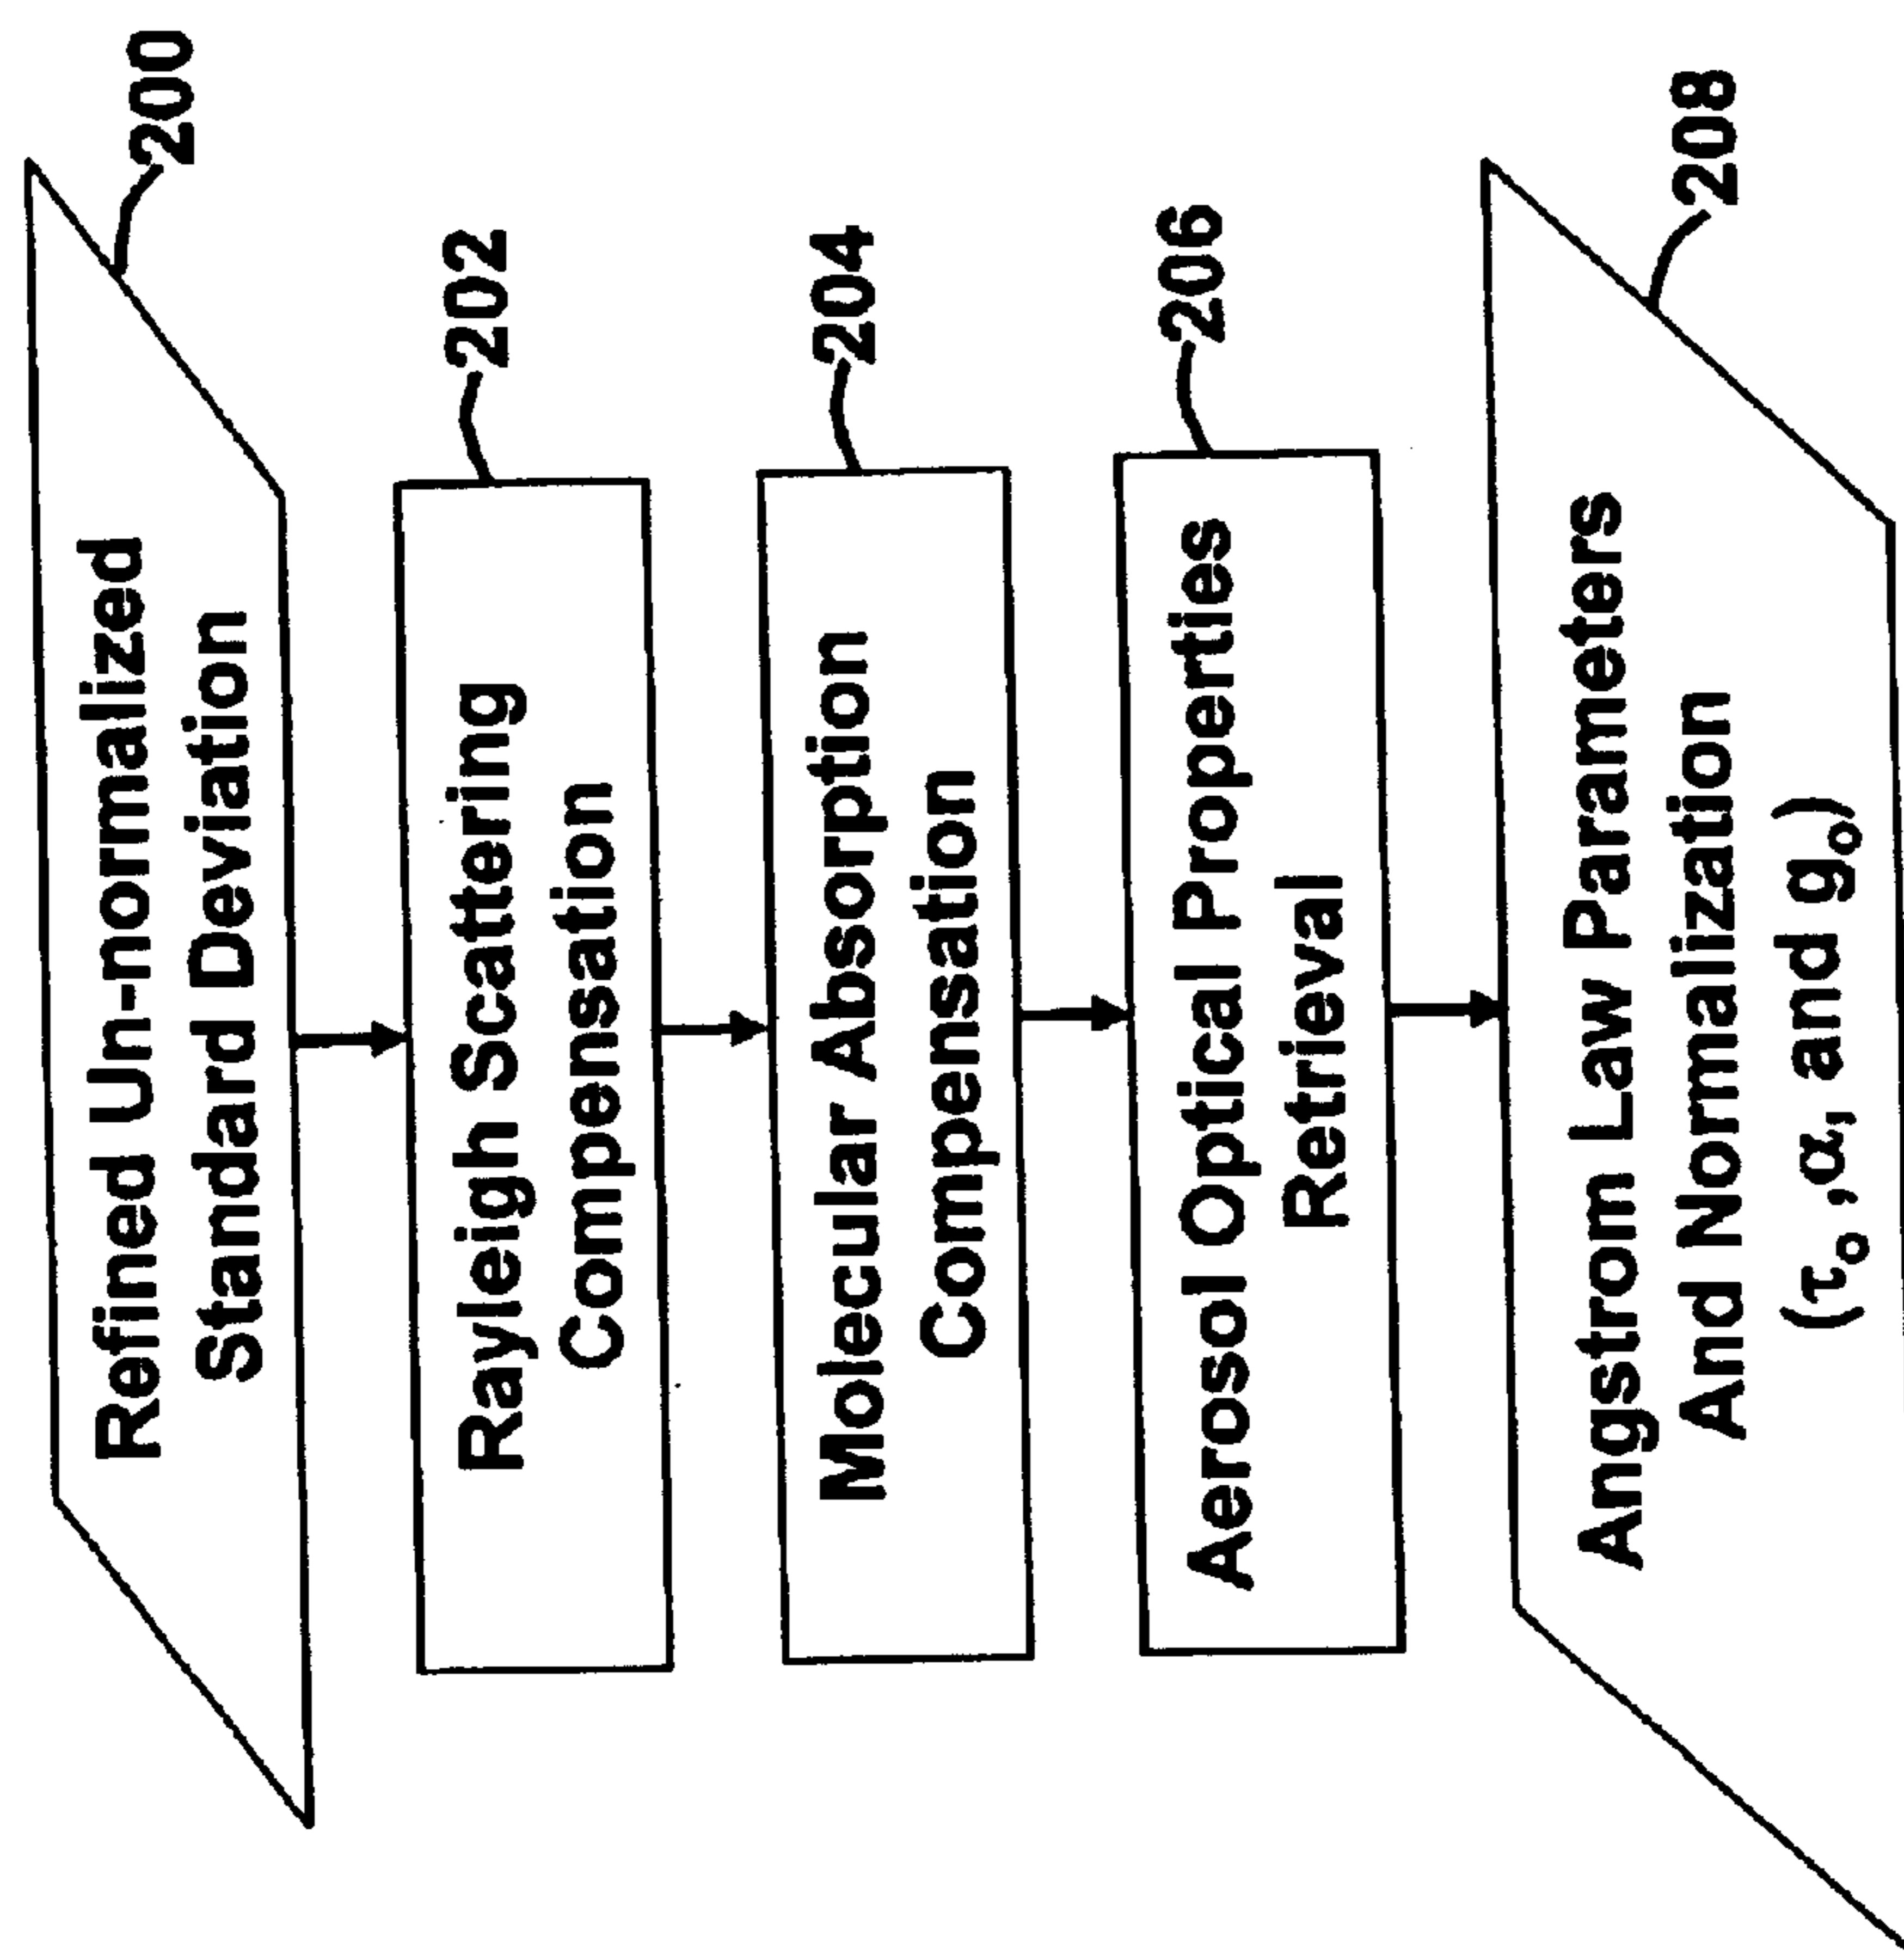 Refined Un-normalized
Standard Deviation
200
Rayleigh Scattering
Compensation
202
Molecular Absorption
Compensation
204
Aerosol Optical Properties
Retrieval
206
Angstrom Law Parameters
And Normalization
(τₒ,α, and gₒ)
208